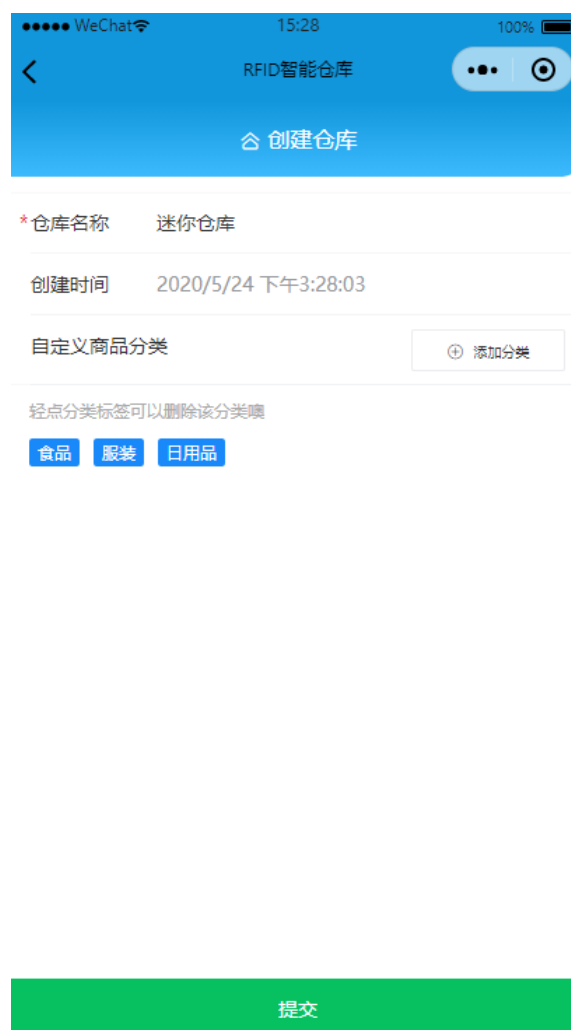 WeChat 15:28 100%
RFID智能仓库
创建仓库
*仓库名称 迷你仓库
创建时间 2020/5/24 下午3:28:03
自定义商品分类 添加分类
轻点分类标签可以删除该分类噢
食品 服装 日用品
提交